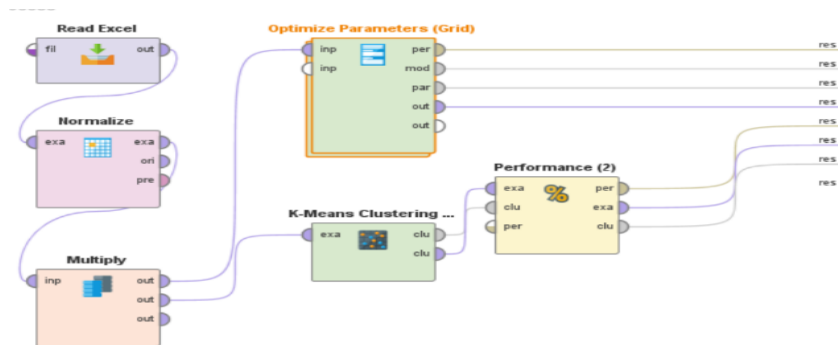 Read Excel
fil
out
Normalize
exa
exa
ori
pre
Multiply
inp
out
out
out
Optimize Parameters (Grid)
inp
per
inp
mod
par
out
out
K-Means Clustering ...
exa
clu
clu
Performance (2)
exa
per
clu
exa
per
clu
res
res
res
res
res
res
res
res